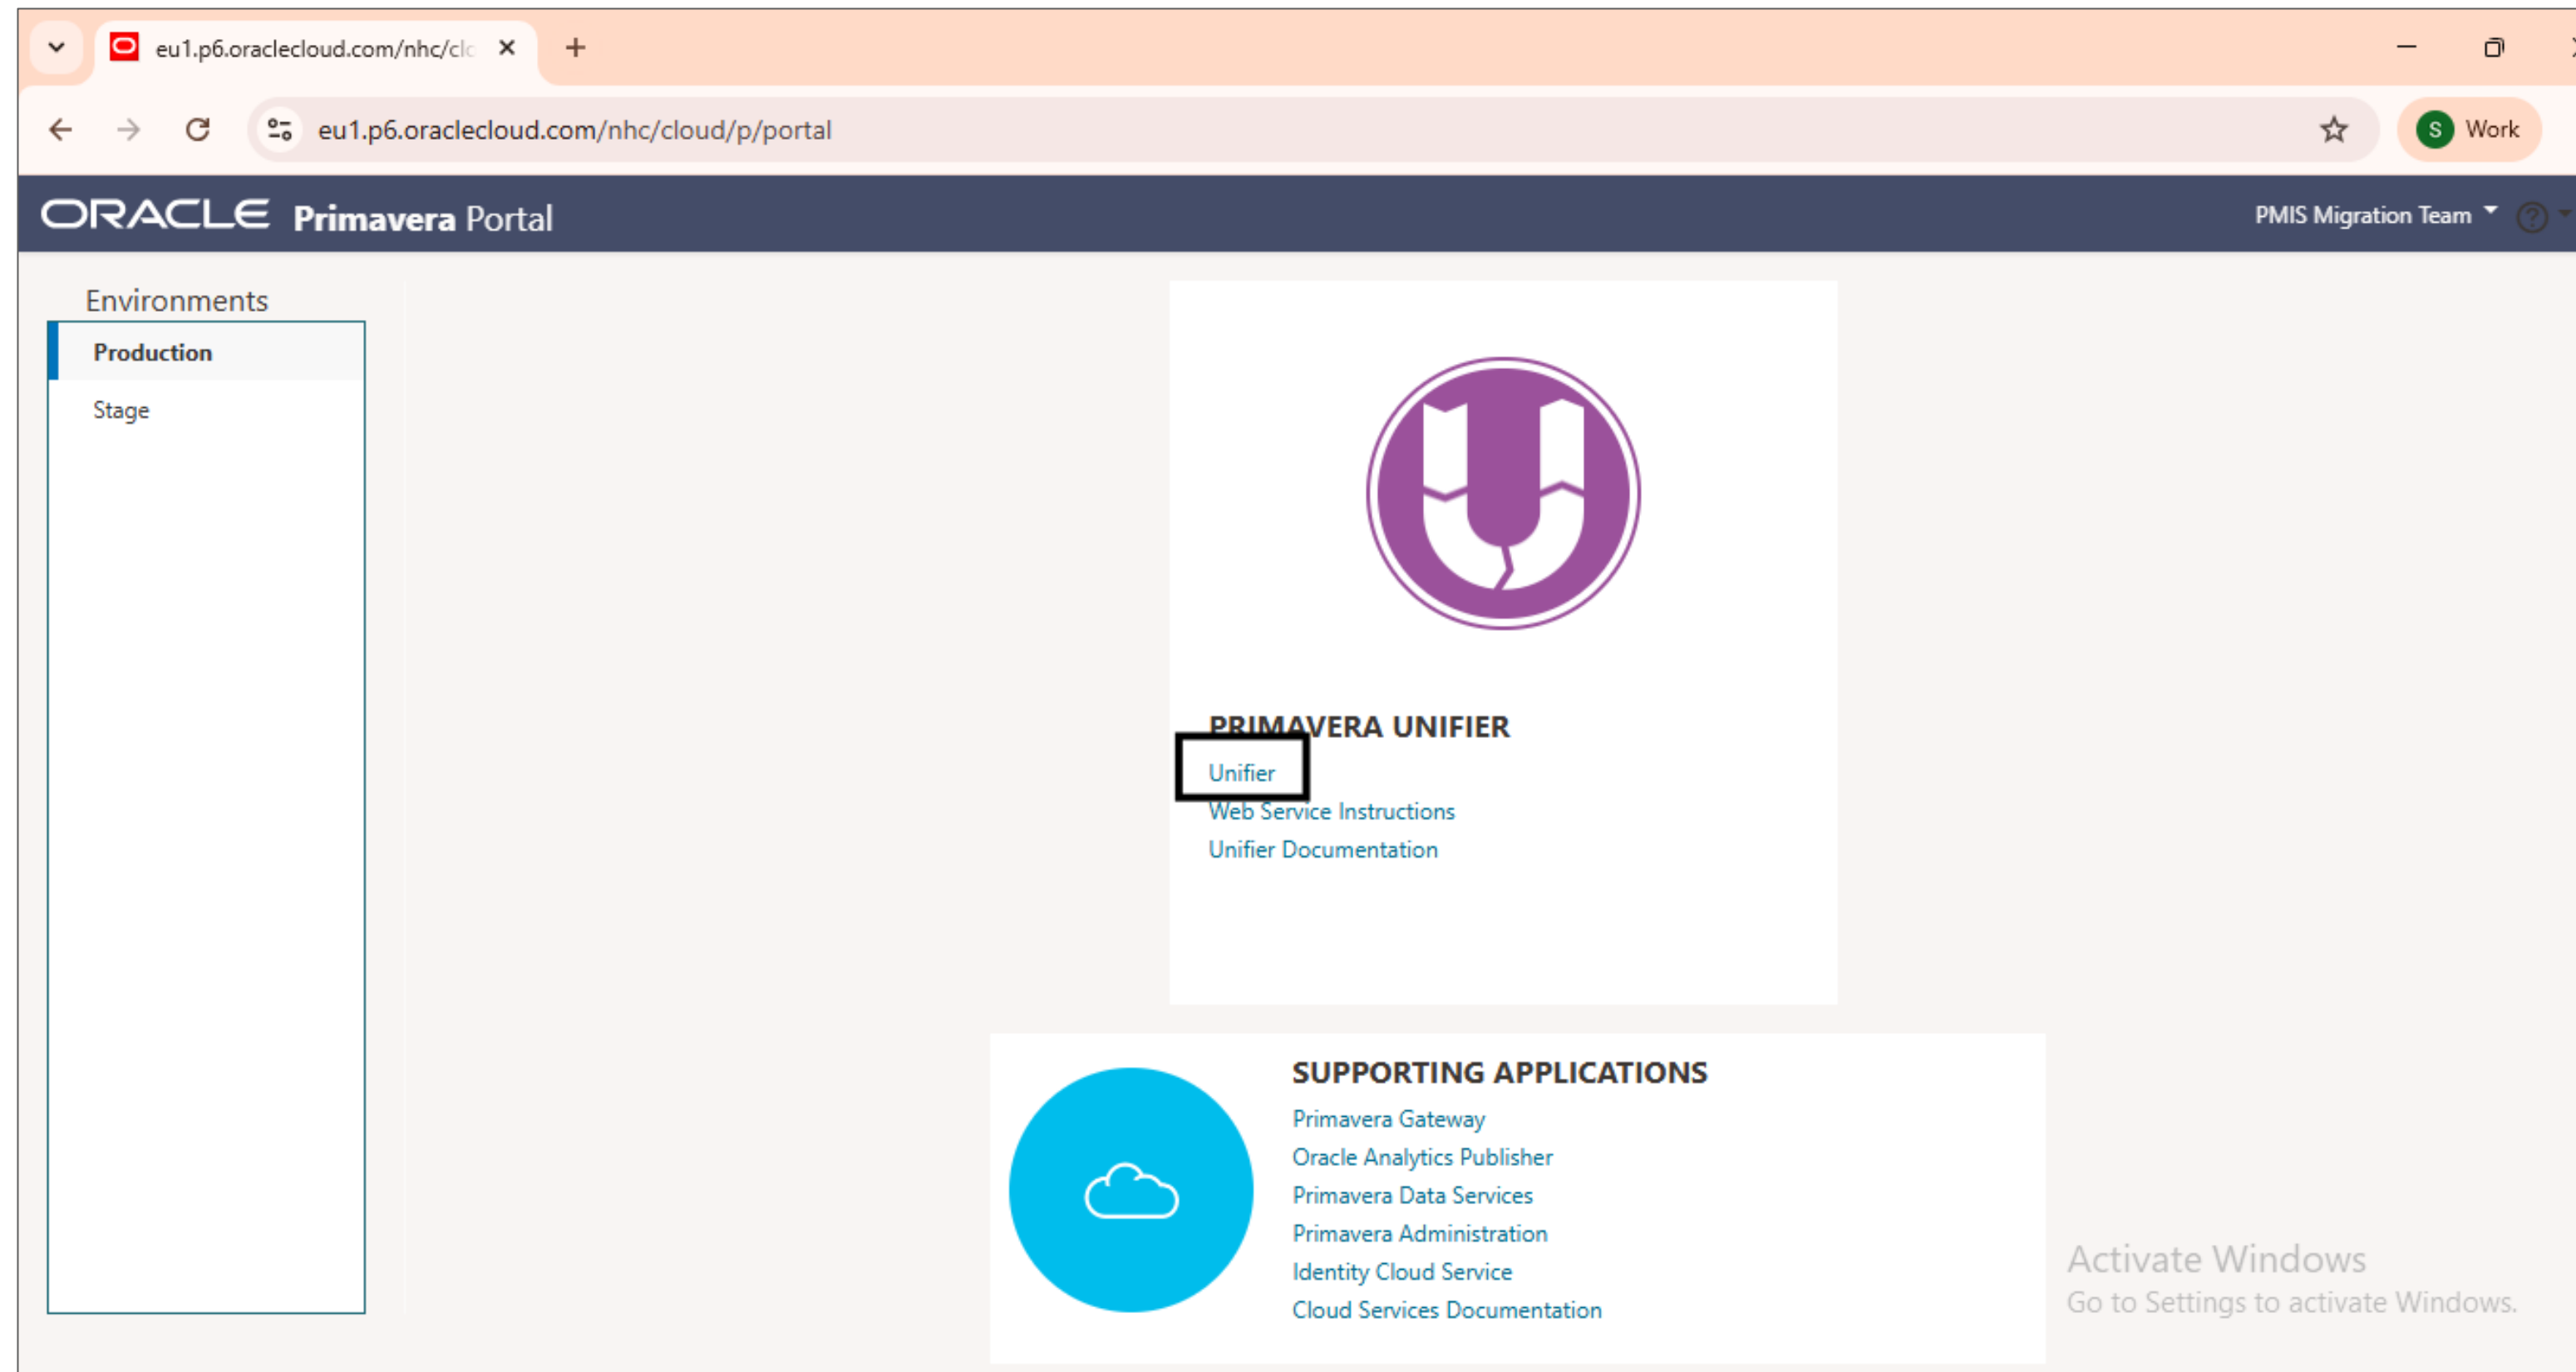 eu1.p6.oraclecloud.com/nhc/clo
eu1.p6.oraclecloud.com/nhc/cloud/p/portal
S Work
ORACLE Primavera Portal
PMIS Migration Team
Environments
Production
Stage
PRIMAVERA UNIFIER
Unifier
Web Service Instructions
Unifier Documentation
SUPPORTING APPLICATIONS
Primavera Gateway
Oracle Analytics Publisher
Primavera Data Services
Primavera Administration
Identity Cloud Service
Cloud Services Documentation
Activate Windows
Go to Settings to activate Windows.